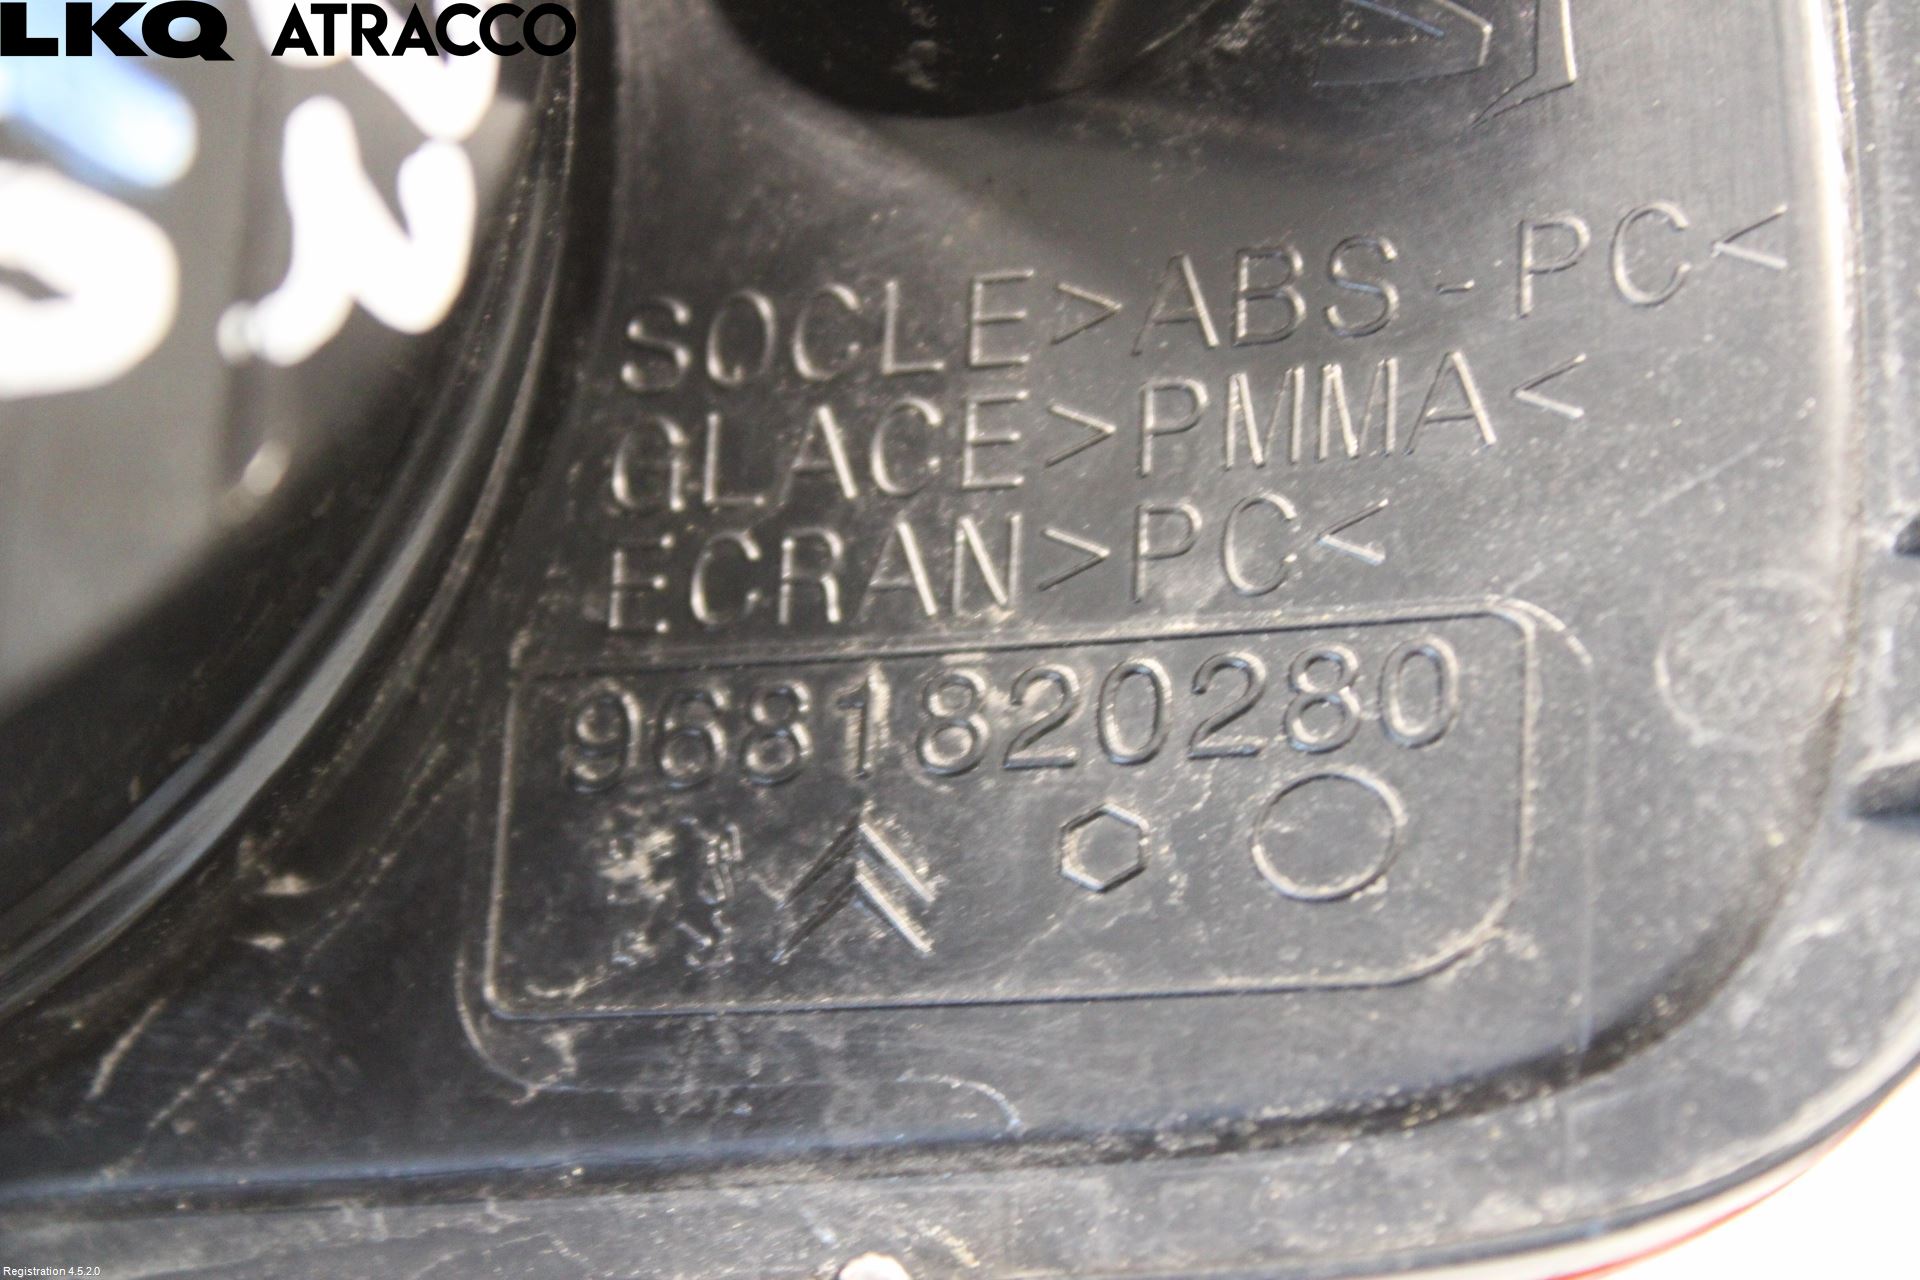 LKQ ATRACCO
SOCLE>ABS-PC<
GLACE>PMMA<
ECRAN>PC<
9681820280
Registration 4.5.2.0